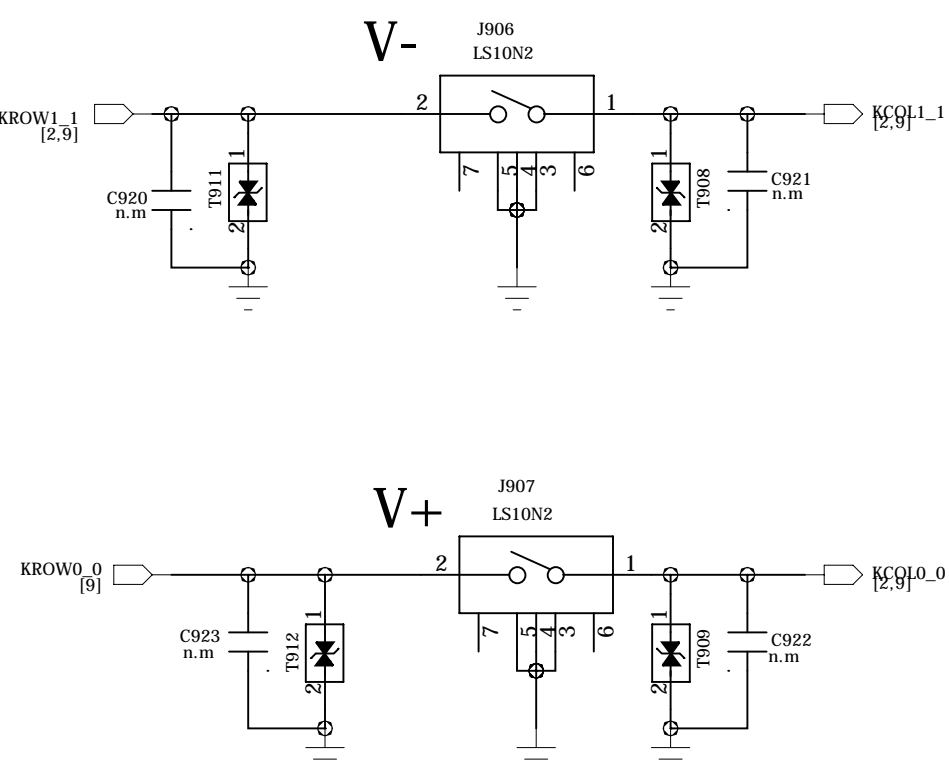 V-
J906
LS10N2
KROW1_1
[2,9]
2
1
KCOL1_1
[2,9]
7
5
4
3
6
C920
n.m
T911
1
2
T908
1
2
C921
n.m
V+
J907
LS10N2
KROW0_0
[9]
2
1
KCOL0_0
[2,9]
7
5
4
3
6
C923
n.m
T912
1
2
T909
1
2
C922
n.m